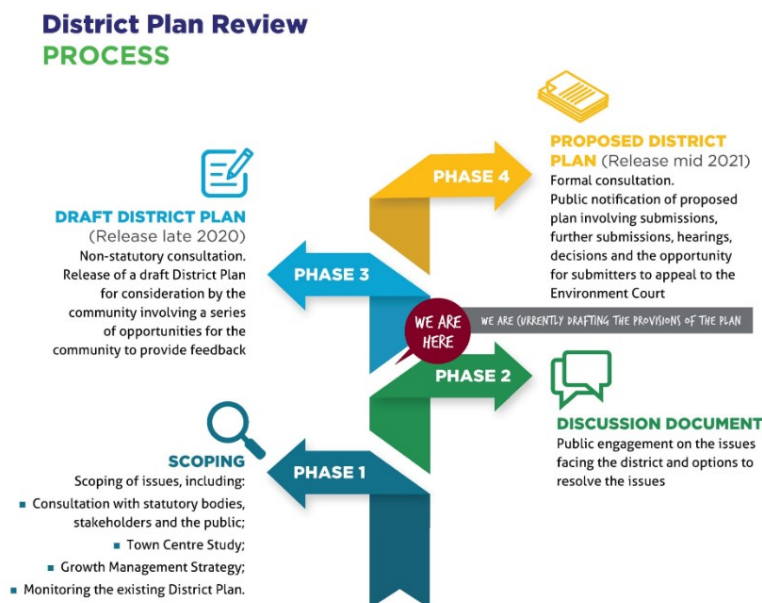 District Plan Review
PROCESS
PHASE 4
PROPOSED DISTRICT
PLAN (Release mid 2021)
Formal consultation.
Public notification of proposed
plan involving submissions,
further submissions, hearings,
decisions and the opportunity
for submitters to appeal to the
Environment Court
DRAFT DISTRICT PLAN
(Release late 2020)
Non-statutory consultation.
Release of a draft District Plan
for consideration by the
community involving a series
of opportunities for the
community to provide feedback
PHASE 3
WE ARE
HERE
WE ARE CURRENTLY DRAFTING THE PROVISIONS OF THE PLAN
PHASE 2
DISCUSSION DOCUMENT
Public engagement on the issues
facing the district and options to
resolve the issues
SCOPING
Scoping of issues, including:
▪ Consultation with statutory bodies,
stakeholders and the public;
▪ Town Centre Study;
▪ Growth Management Strategy;
▪ Monitoring the existing District Plan.
PHASE 1